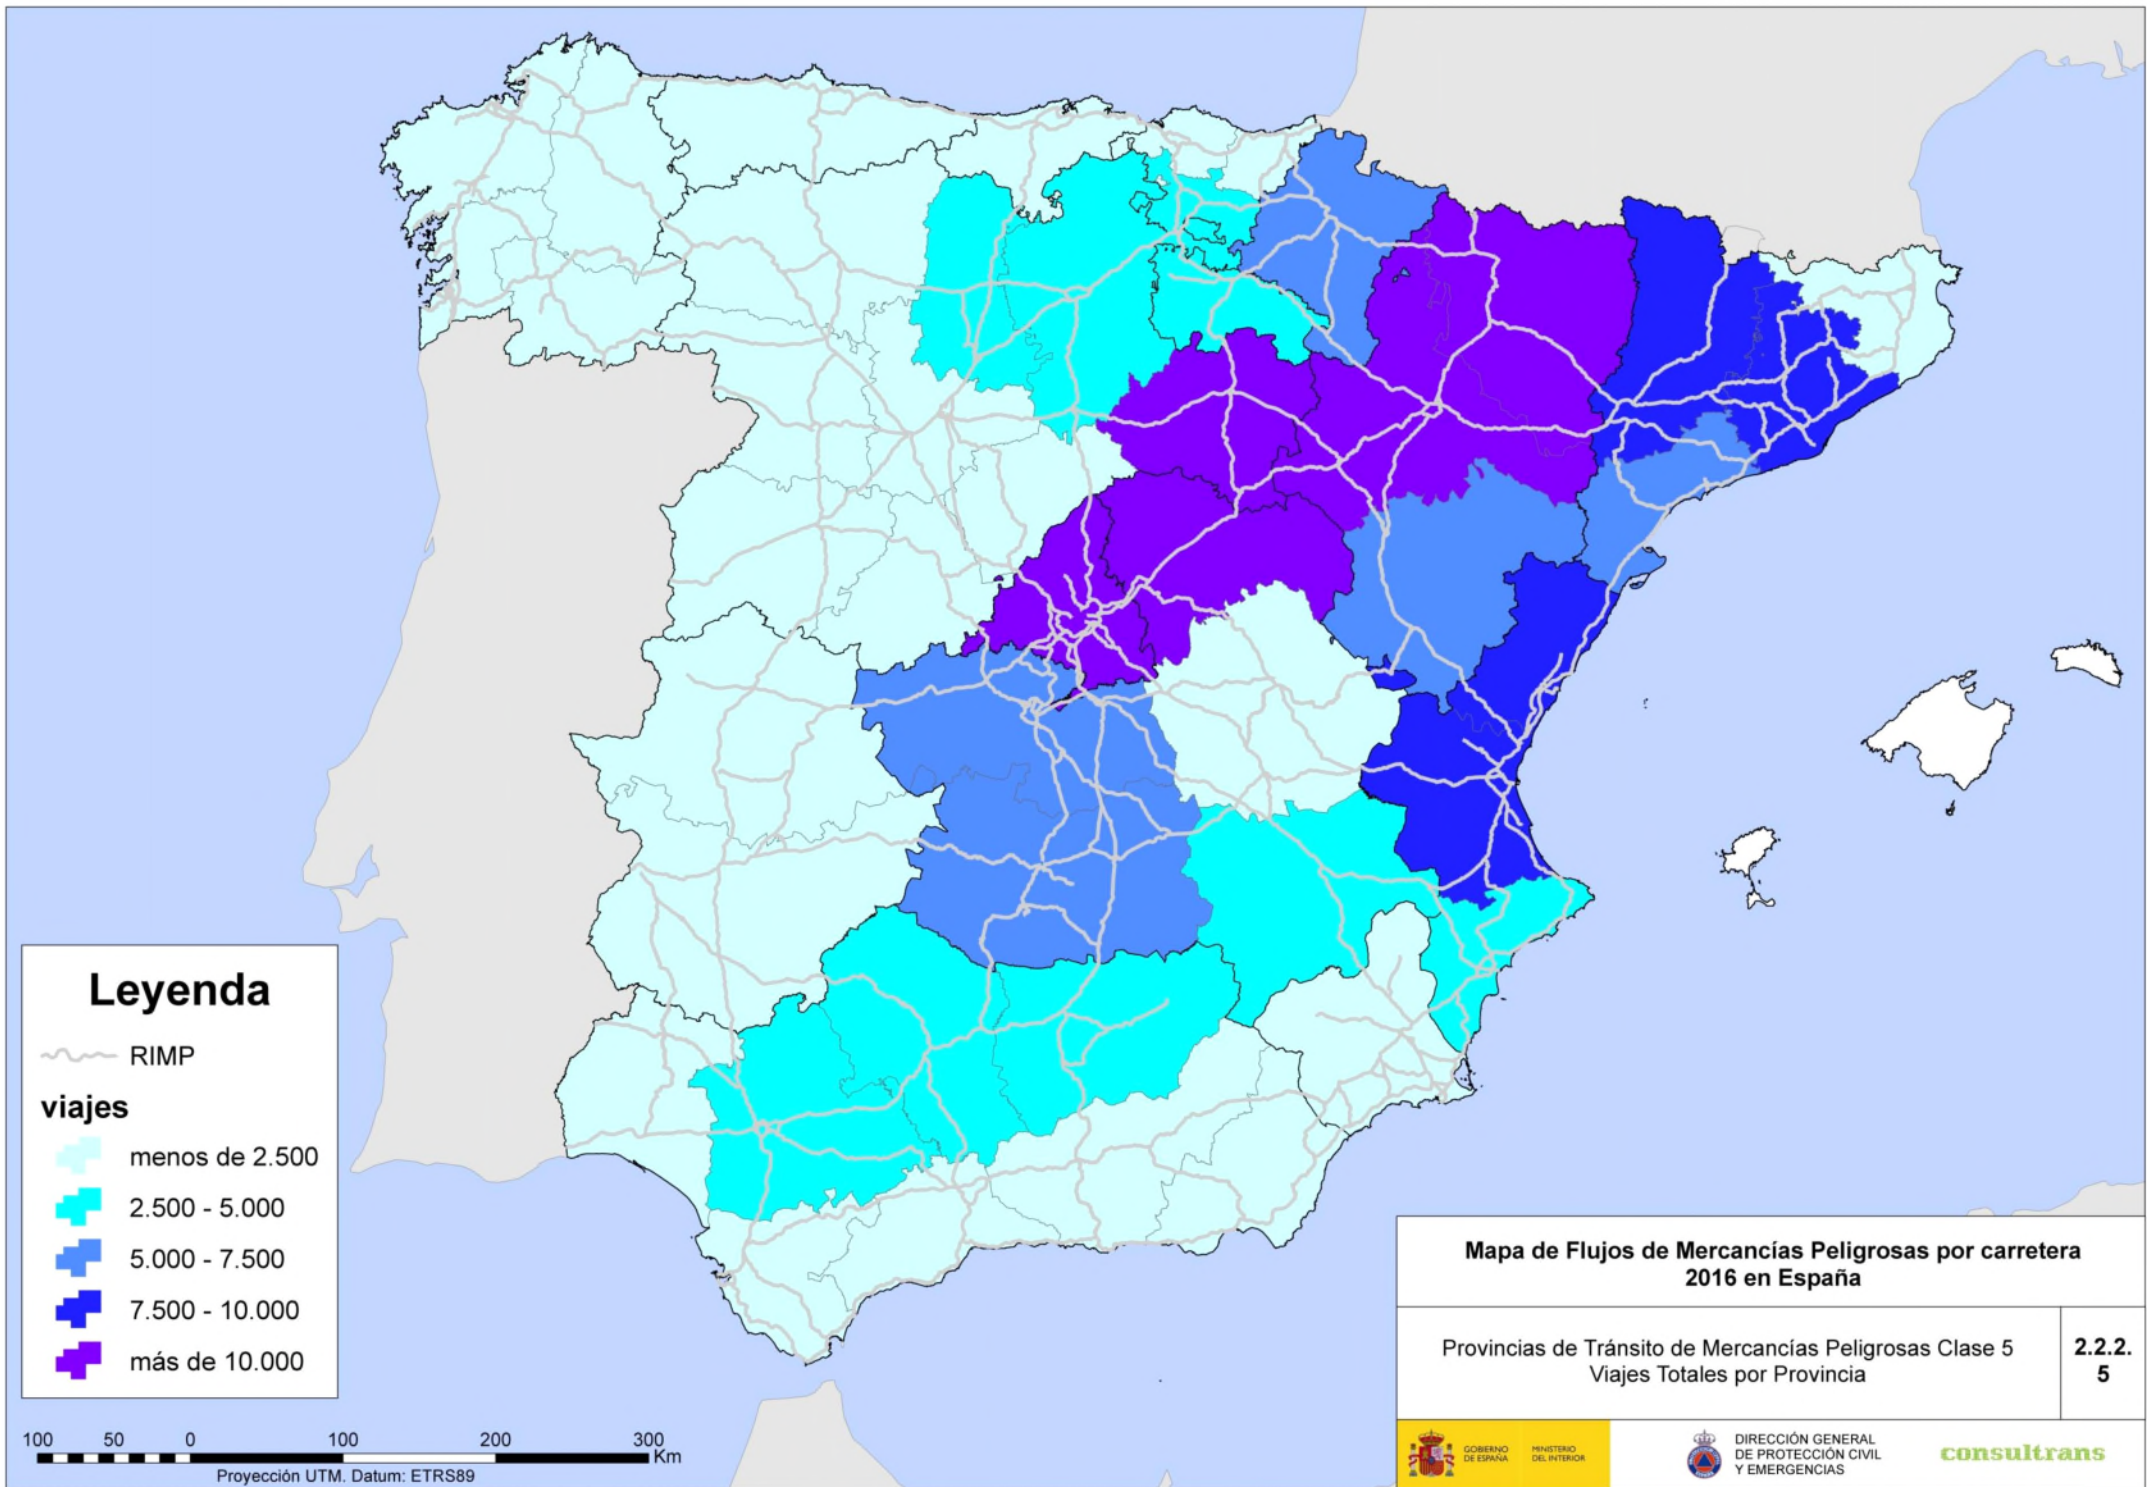 Leyenda
RIMP
viajes
menos de 2.500
2.500 - 5.000
5.000 - 7.500
7.500 - 10.000
más de 10.000
100 50 0 100 200 300
Km
Proyección UTM. Datum: ETRS89
Mapa de Flujos de Mercancías Peligrosas por carretera
2016 en España
Provincias de Tránsito de Mercancías Peligrosas Clase 5
Viajes Totales por Provincia
2.2.2.
5
GOBIERNO
DE ESPAÑA
MINISTERIO
DEL INTERIOR
DIRECCIÓN GENERAL
DE PROTECCIÓN CIVIL
Y EMERGENCIAS
consultrans